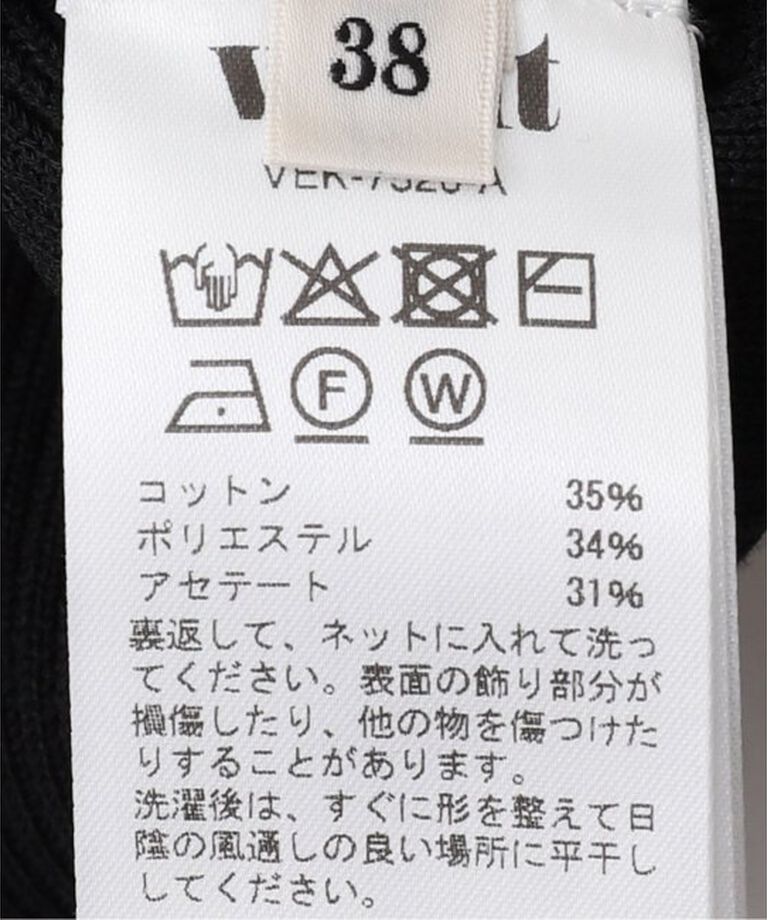 38
コットン 35%
ポリエステル 34%
アセテート 31%
裏返して、ネットに入れて洗っ
てください。表面の飾り部分が
損傷したり、他の物を傷つけた
りすることがあります。
洗濯後は、すぐに形を整えて日
陰の風通しの良い場所に平干し
してください。
F
W